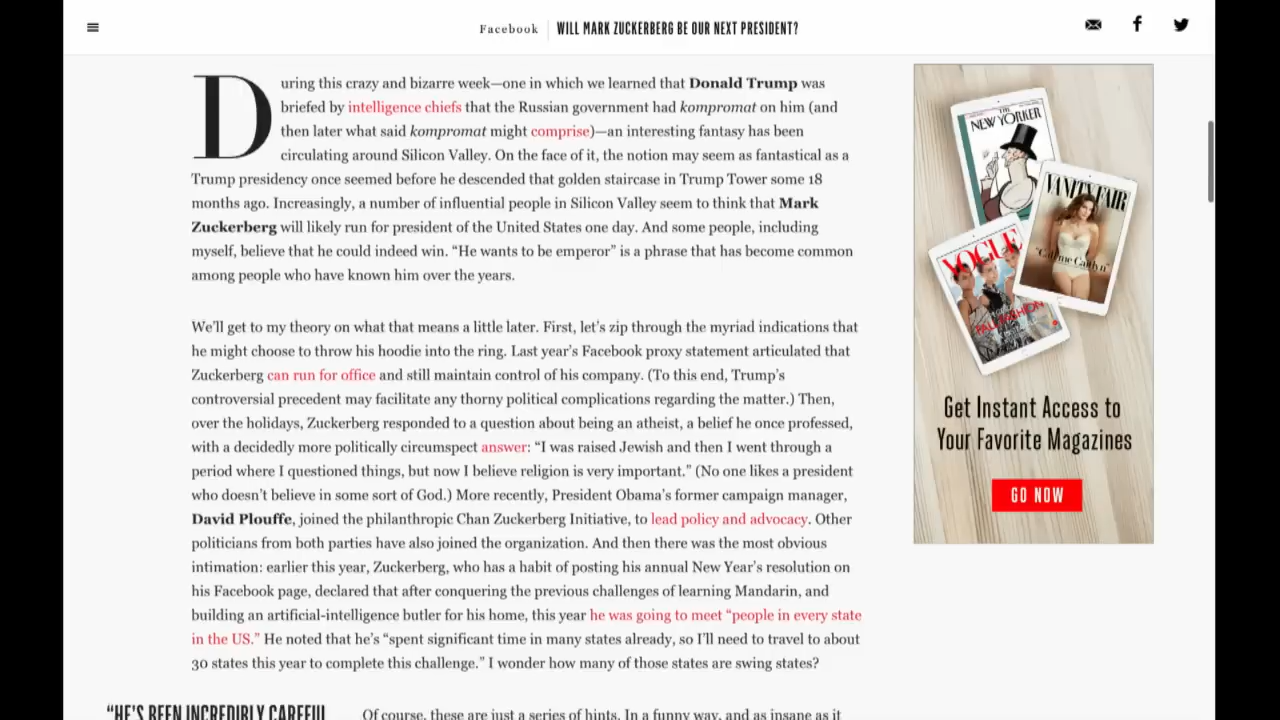 Facebook | WILL MARK ZUCKERBERG BE OUR NEXT PRESIDENT?
During this crazy and bizarre week—one in which we learned that Donald Trump was
briefed by intelligence chiefs that the Russian government had kompromat on him (and
then later what said kompromat might comprise)—an interesting fantasy has been
circulating around Silicon Valley. On the face of it, the notion may seem as fantastical as a
Trump presidency once seemed before he descended that golden staircase in Trump Tower some 18
months ago. Increasingly, a number of influential people in Silicon Valley seem to think that Mark
Zuckerberg will likely run for president of the United States one day. And some people, including
myself, believe that he could indeed win. “He wants to be emperor” is a phrase that has become common
among people who have known him over the years.
We’ll get to my theory on what that means a little later. First, let’s zip through the myriad indications that
he might choose to throw his hoodie into the ring. Last year’s Facebook proxy statement articulated that
Zuckerberg can run for office and still maintain control of his company. (To this end, Trump’s
controversial precedent may facilitate any thorny political complications regarding the matter.) Then,
over the holidays, Zuckerberg responded to a question about being an atheist, a belief he once professed,
with a decidedly more politically circumspect answer: “I was raised Jewish and then I went through a
period where I questioned things, but now I believe religion is very important.” (No one likes a president
who doesn’t believe in some sort of God.) More recently, President Obama’s former campaign manager,
David Plouffe, joined the philanthropic Chan Zuckerberg Initiative, to lead policy and advocacy. Other
politicians from both parties have also joined the organization. And then there was the most obvious
intimation: earlier this year, Zuckerberg, who has a habit of posting his annual New Year’s resolution on
his Facebook page, declared that after conquering the previous challenges of learning Mandarin, and
building an artificial-intelligence butler for his home, this year he was going to meet “people in every state
in the US.” He noted that he’s “spent significant time in many states already, so I’ll need to travel to about
30 states this year to complete this challenge.” I wonder how many of those states are swing states?
“HE’S BEEN INCREDIBLY CAREFUL
Of course, these are just a series of hints. In a funny way, and as insane as it
THE
NEW YORKER
VANITY FAIR
“Call me Caitlyn”
VOGUE
FALL FASHION
Get Instant Access to
Your Favorite Magazines
GO NOW